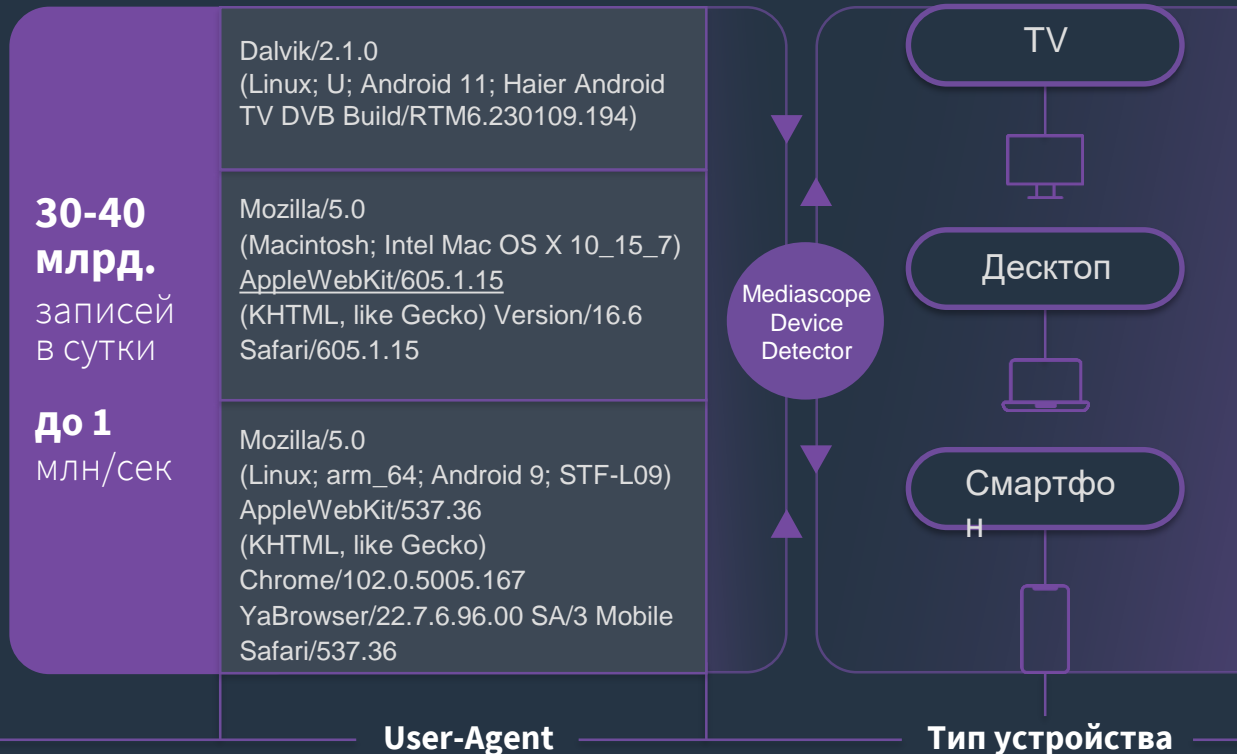 30-40
млрд.
записей
в сутки
до 1
млн/сек
Dalvik/2.1.0
(Linux; U; Android 11; Haier Android
TV DVB Build/RTM6.230109.194)
Mozilla/5.0
(Macintosh; Intel Mac OS X 10_15_7)
AppleWebKit/605.1.15
(KHTML, like Gecko) Version/16.6
Safari/605.1.15
Mozilla/5.0
(Linux; arm_64; Android 9; STF-L09)
AppleWebKit/537.36
(KHTML, like Gecko)
Chrome/102.0.5005.167
YaBrowser/22.7.6.96.00 SA/3 Mobile
Safari/537.36
Mediascope
Device
Detector
TV
Десктоп
Смартфо
н
User-Agent
Тип устройства